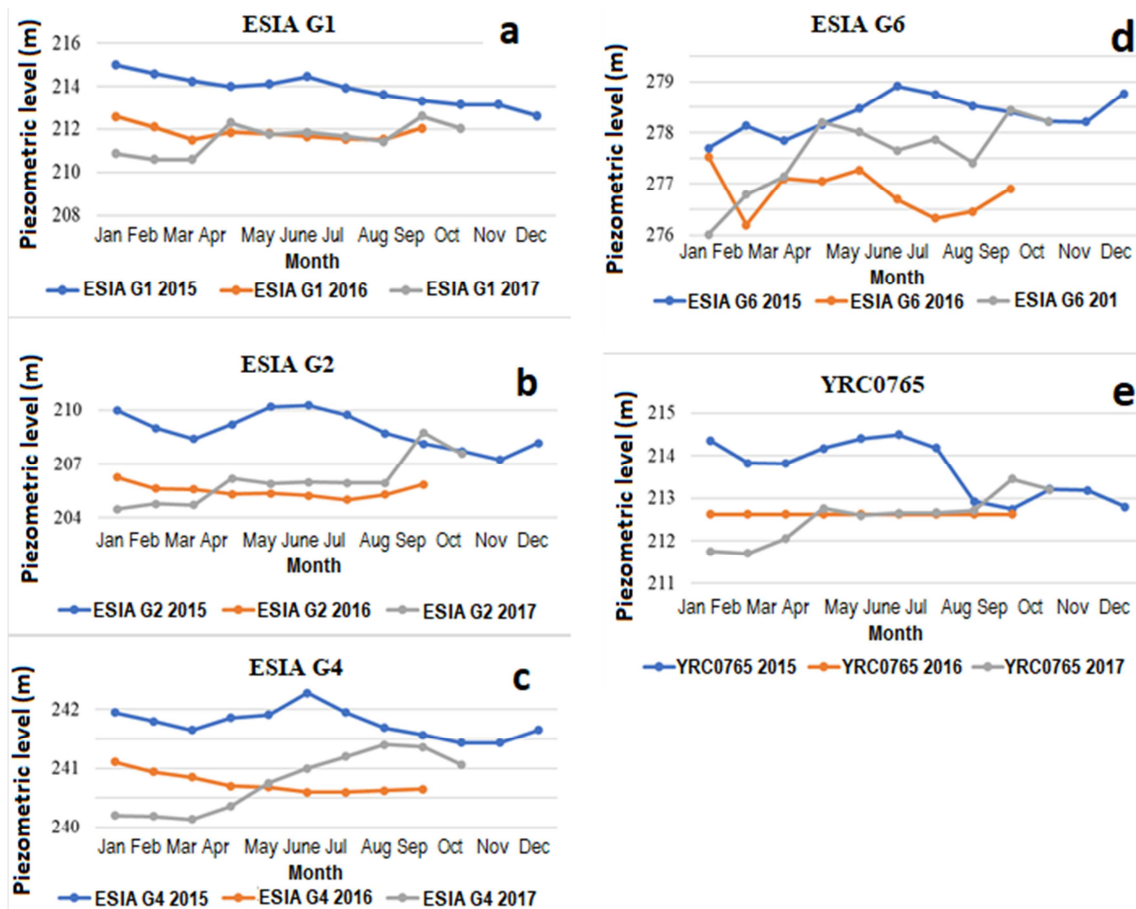 ESIA G1
a
Piezometric level (m)
216
214
212
210
208
Jan Feb Mar Apr May June Jul Aug Sep Oct Nov Dec
Month
ESIA G1 2015 ESIA G1 2016 ESIA G1 2017
ESIA G2
b
Piezometric level (m)
210
207
204
Jan Feb Mar Apr May June Jul Aug Sep Oct Nov Dec
Month
ESIA G2 2015 ESIA G2 2016 ESIA G2 2017
ESIA G4
c
Piezometric level (m)
242
241
240
Jan Feb Mar Apr May June Jul Aug Sep Oct Nov Dec
Month
ESIA G4 2015 ESIA G4 2016 ESIA G4 2017
ESIA G6
d
Piezometric level (m)
279
278
277
276
Jan Feb Mar Apr May June Jul Aug Sep Oct Nov Dec
Month
ESIA G6 2015 ESIA G6 2016 ESIA G6 201
YRC0765
e
Piezometric level (m)
215
214
213
212
211
Jan Feb Mar Apr May June Jul Aug Sep Oct Nov Dec
Month
YRC0765 2015 YRC0765 2016 YRC0765 2017